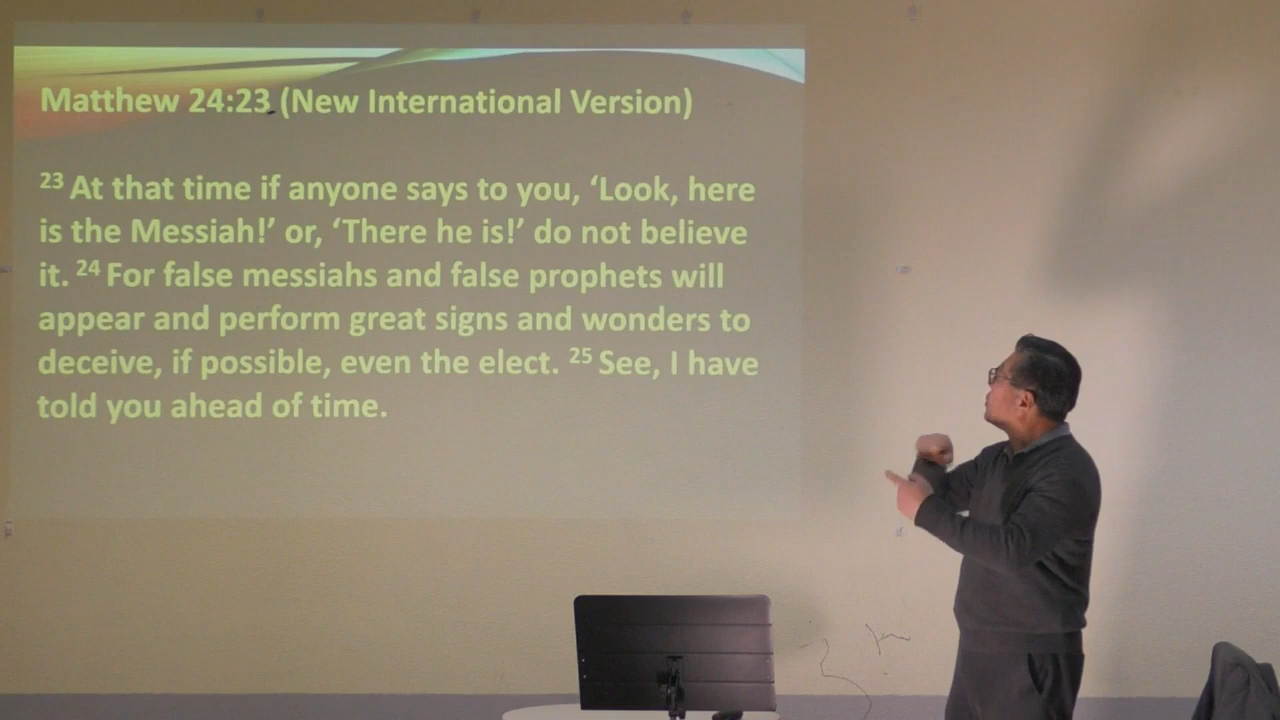 Matthew 24:23 (New International Version)
23 At that time if anyone says to you, ‘Look, here
is the Messiah!’ or, ‘There he is!’ do not believe
it. 24 For false messiahs and false prophets will
appear and perform great signs and wonders to
deceive, if possible, even the elect. 25 See, I have
told you ahead of time.